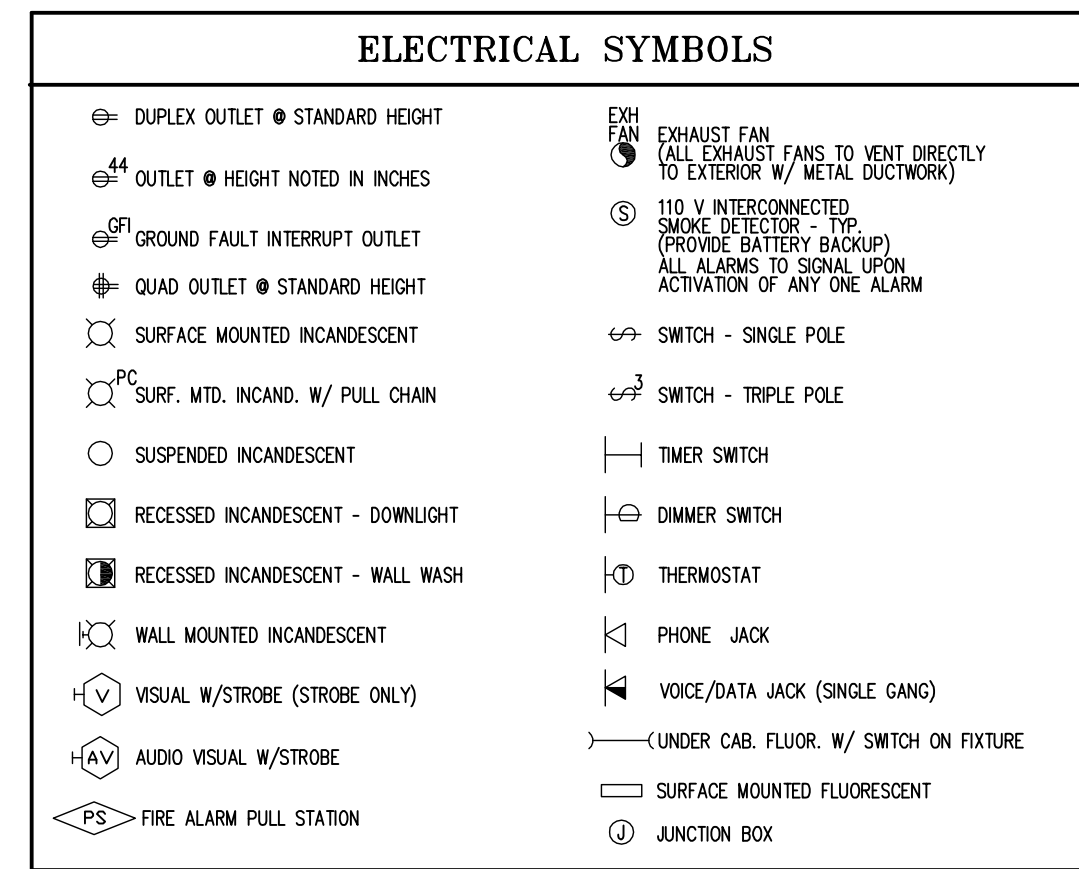 ELECTRICAL SYMBOLS
DUPLEX OUTLET @ STANDARD HEIGHT
44 OUTLET @ HEIGHT NOTED IN INCHES
GFI GROUND FAULT INTERRUPT OUTLET
QUAD OUTLET @ STANDARD HEIGHT
SURFACE MOUNTED INCANDESCENT
PC SURF. MTD. INCAND. W/ PULL CHAIN
SUSPENDED INCANDESCENT
RECESSED INCANDESCENT - DOWNLIGHT
RECESSED INCANDESCENT - WALL WASH
WALL MOUNTED INCANDESCENT
V VISUAL W/STROBE (STROBE ONLY)
AV AUDIO VISUAL W/STROBE
PS FIRE ALARM PULL STATION
EXH
FAN EXHAUST FAN
(ALL EXHAUST FANS TO VENT DIRECTLY
TO EXTERIOR W/ METAL DUCTWORK)
S 110 V INTERCONNECTED
SMOKE DETECTOR - TYP.
(PROVIDE BATTERY BACKUP)
ALL ALARMS TO SIGNAL UPON
ACTIVATION OF ANY ONE ALARM
SWITCH - SINGLE POLE
3 SWITCH - TRIPLE POLE
TIMER SWITCH
DIMMER SWITCH
T THERMOSTAT
PHONE JACK
VOICE/DATA JACK (SINGLE GANG)
UNDER CAB. FLUOR. W/ SWITCH ON FIXTURE
SURFACE MOUNTED FLUORESCENT
J JUNCTION BOX